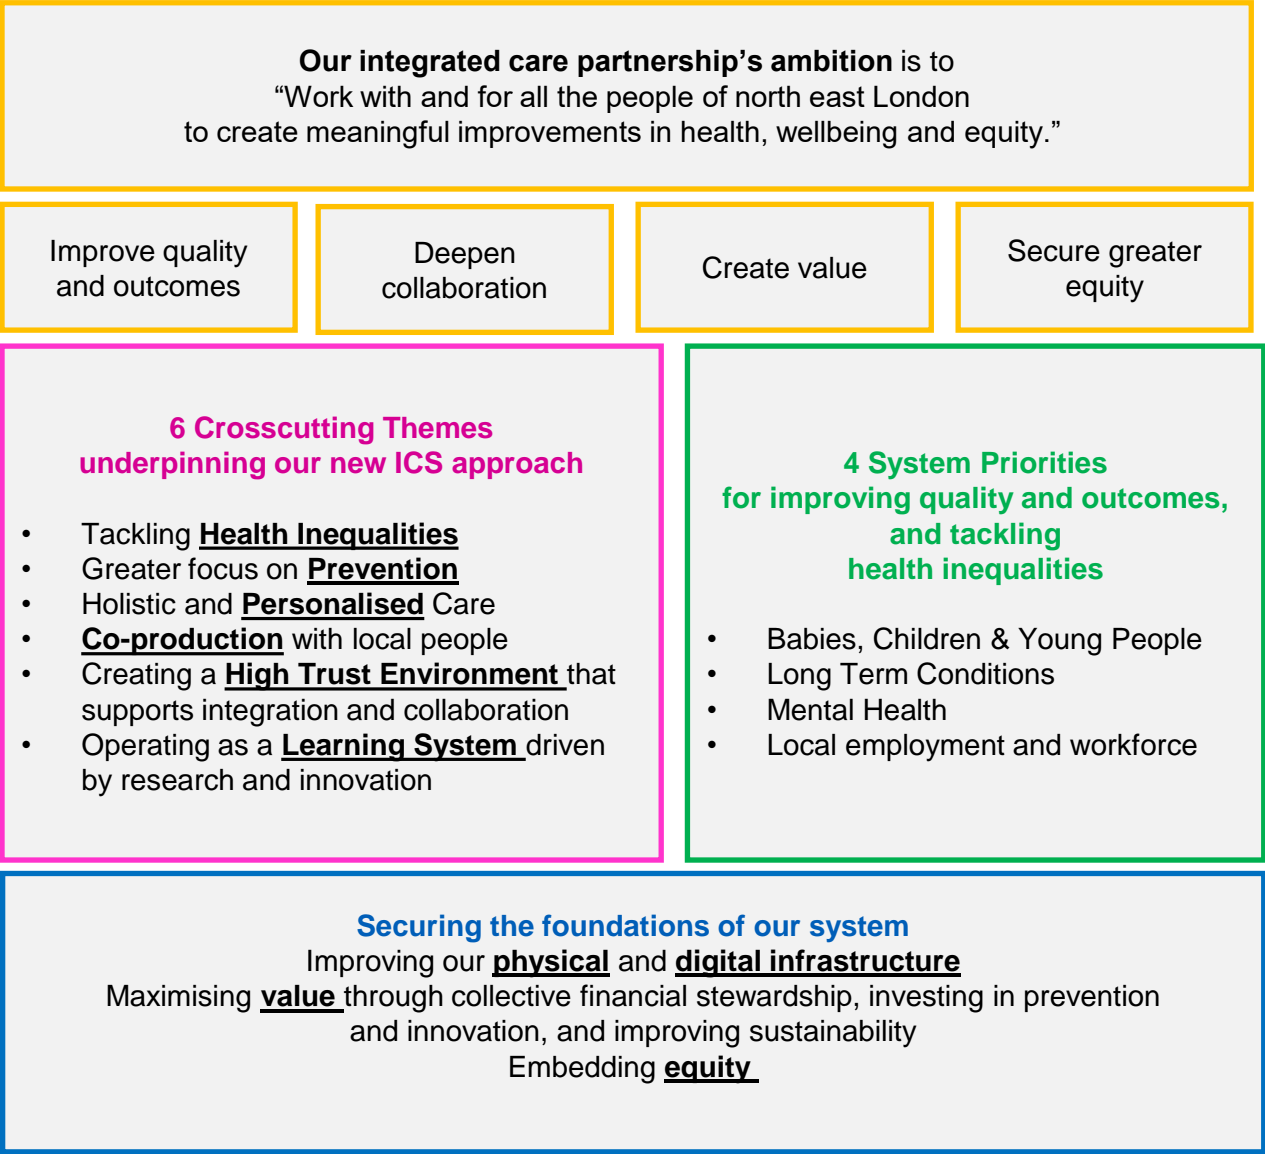 Our integrated care partnership’s ambition is to
“Work with and for all the people of north east London
to create meaningful improvements in health, wellbeing and equity.”
Improve quality
and outcomes
Deepen
collaboration
Create value
Secure greater
equity
6 Crosscutting Themes
underpinning our new ICS approach
• Tackling Health Inequalities
• Greater focus on Prevention
• Holistic and Personalised Care
• Co-production with local people
• Creating a High Trust Environment that
supports integration and collaboration
• Operating as a Learning System driven
by research and innovation
4 System Priorities
for improving quality and outcomes,
and tackling
health inequalities
• Babies, Children & Young People
• Long Term Conditions
• Mental Health
• Local employment and workforce
Securing the foundations of our system
Improving our physical and digital infrastructure
Maximising value through collective financial stewardship, investing in prevention
and innovation, and improving sustainability
Embedding equity